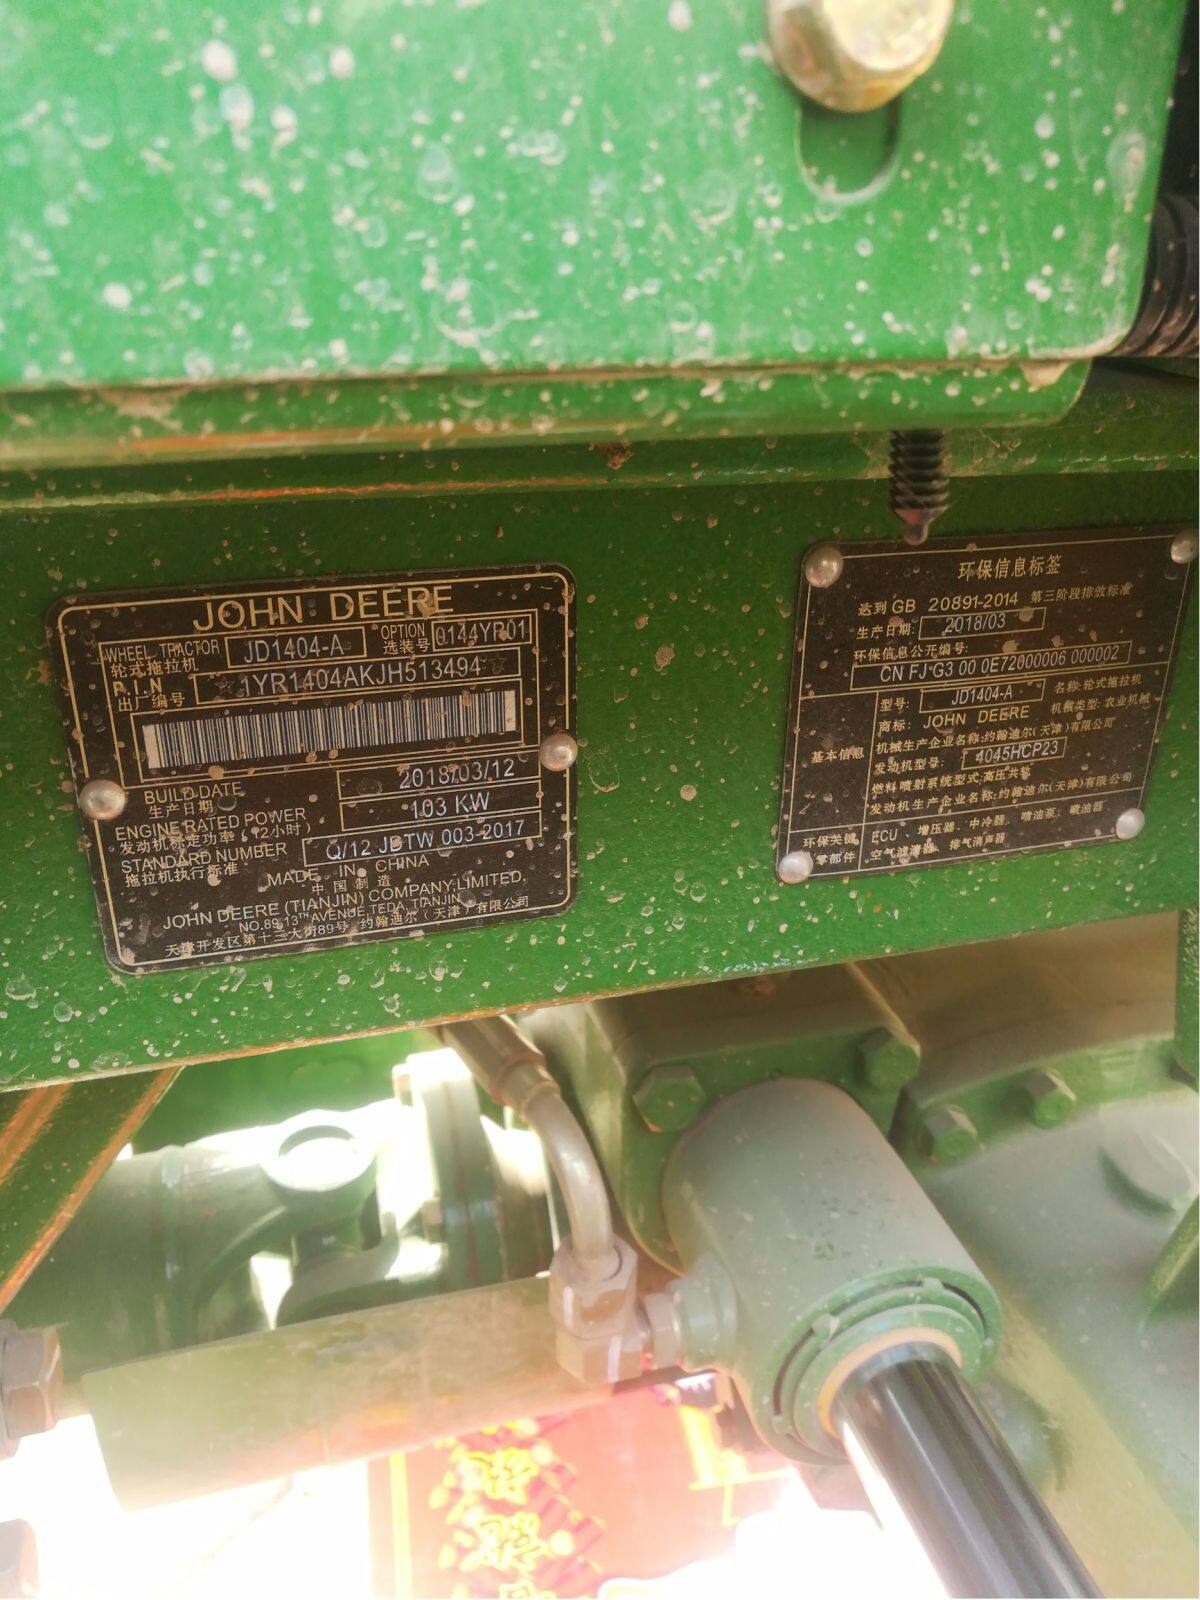 JOHN DEERE
WHEEL TRACTOR JD1404-A OPTION 0144YR01
轮式拖拉机 选装号
P.I.N ☆1YR1404AKJH513494☆
出厂编号
BUILD DATE 2018/03/12
生产日期
ENGINE RATED POWER 103 KW
发动机标定功率(12小时)
STANDARD NUMBER Q/12 JDTW 003-2017
拖拉机执行标准
MADE IN CHINA
中国制造
JOHN DEERE (TIANJIN) COMPANY,LIMITED.
NO.89,13TH AVENUE,TEDA,TIANJIN
天津开发区第十三大街89号 约翰迪尔(天津)有限公司
环保信息标签
达到GB 20891-2014 第三阶段排放标准
生产日期: 2018/03
环保信息公开编号:
CN FJ G3 00 0E72000006 000002
型号: JD1404-A 名称:轮式拖拉机
商标: JOHN DEERE 机械类型:农业机械
基本信息
机械生产企业名称:约翰迪尔(天津)有限公司
发动机型号: 4045HCP23
燃料喷射系统型式:高压共轨
发动机生产企业名称:约翰迪尔(天津)有限公司
环保关键 ECU、增压器、中冷器、喷油泵、喷油器、
零部件 空气滤清器、排气消声器